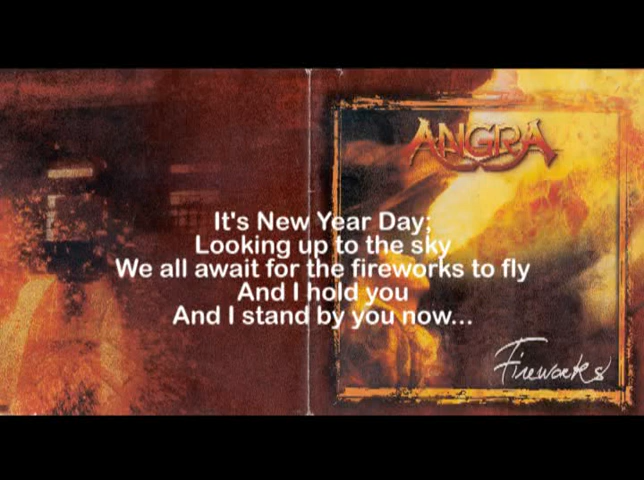 ANGRA
It's New Year Day;
Looking up to the sky
We all await for the fireworks to fly
And I hold you
And I stand by you now...
Fireworks